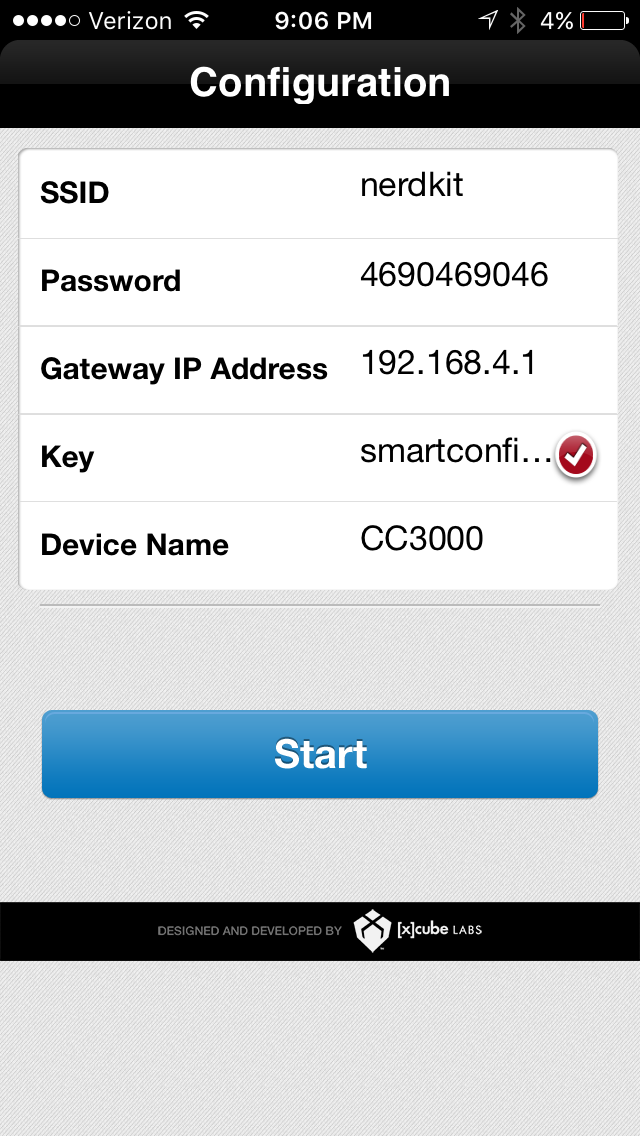 Verizon 9:06 PM 4%
Configuration
SSID nerdkit
Password 4690469046
Gateway IP Address 192.168.4.1
Key smartconfi...
Device Name CC3000
Start
DESIGNED AND DEVELOPED BY [x]cube LABS